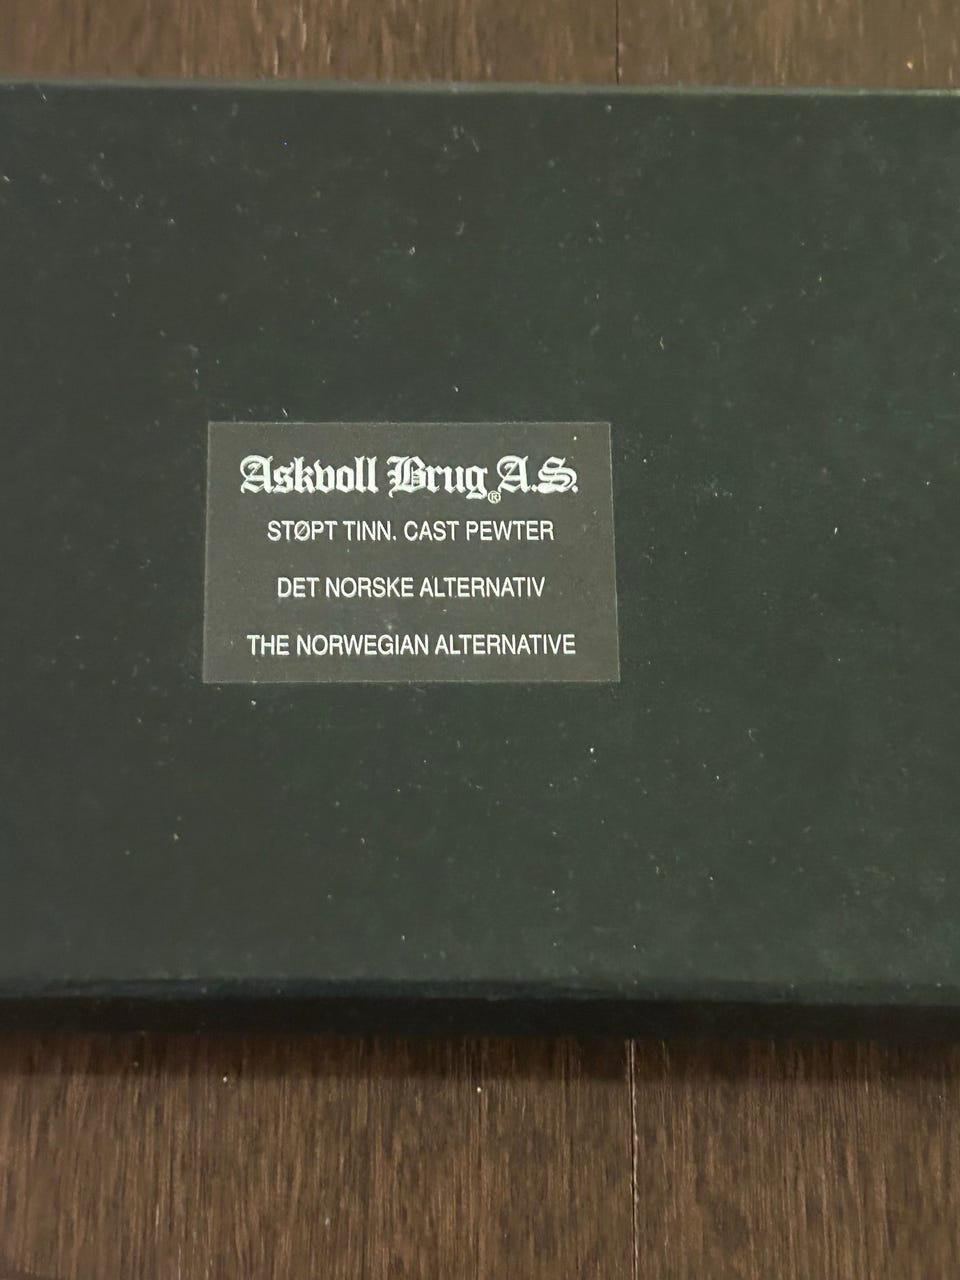 Askvoll Brug A.S.
®
STØPT TINN. CAST PEWTER
DET NORSKE ALTERNATIV
THE NORWEGIAN ALTERNATIVE